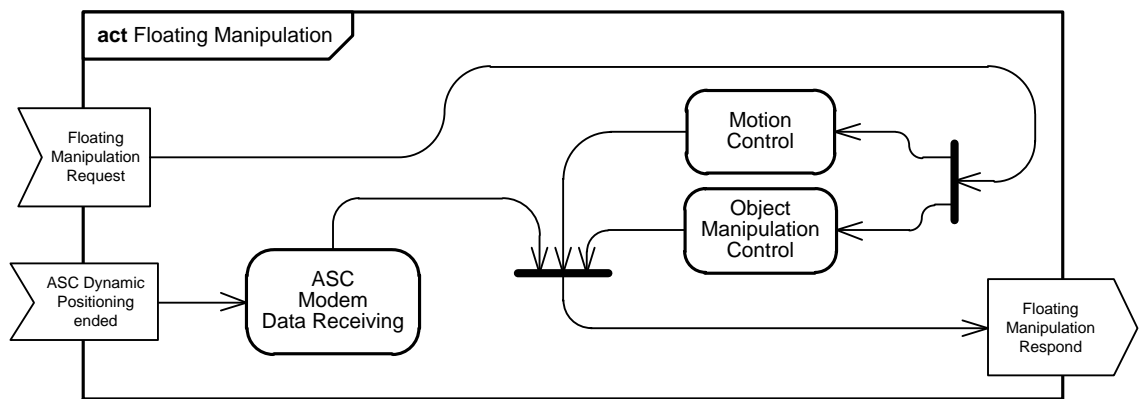 act Floating Manipulation
Floating
Manipulation
Request
Motion
Control
Object
Manipulation
Control
ASC Dynamic
Positioning
ended
ASC
Modem
Data Receiving
Floating
Manipulation
Respond